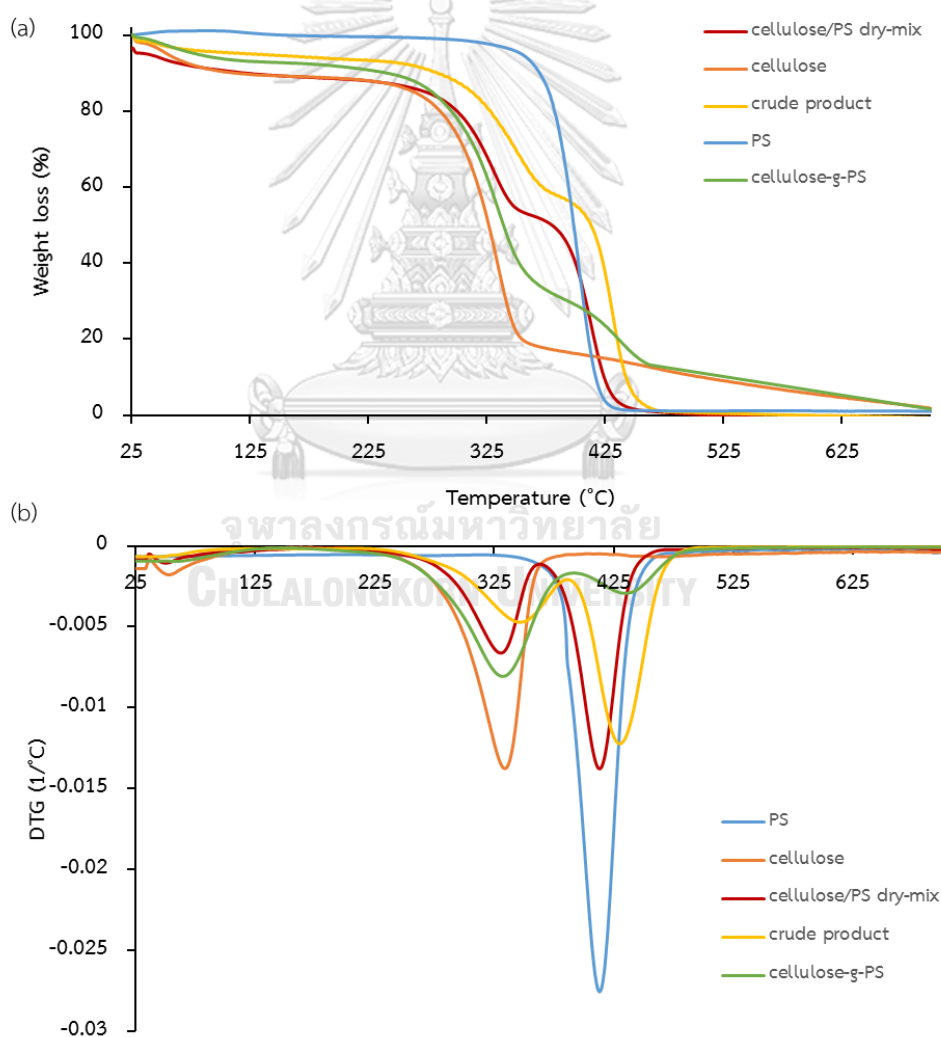 (a)
100
80
60
40
20
0
Weight loss (%)
25 125 225 325 425 525 625
Temperature (˚C)
cellulose/PS dry-mix
cellulose
crude product
PS
cellulose-g-PS
(b)
จุฬาลงกรณ์มหาวิทยาลัย
CHULALONGKORN UNIVERSITY
0
-0.005
-0.01
-0.015
-0.02
-0.025
-0.03
DTG (1/˚C)
25 125 225 325 425 525 625
PS
cellulose
cellulose/PS dry-mix
crude product
cellulose-g-PS